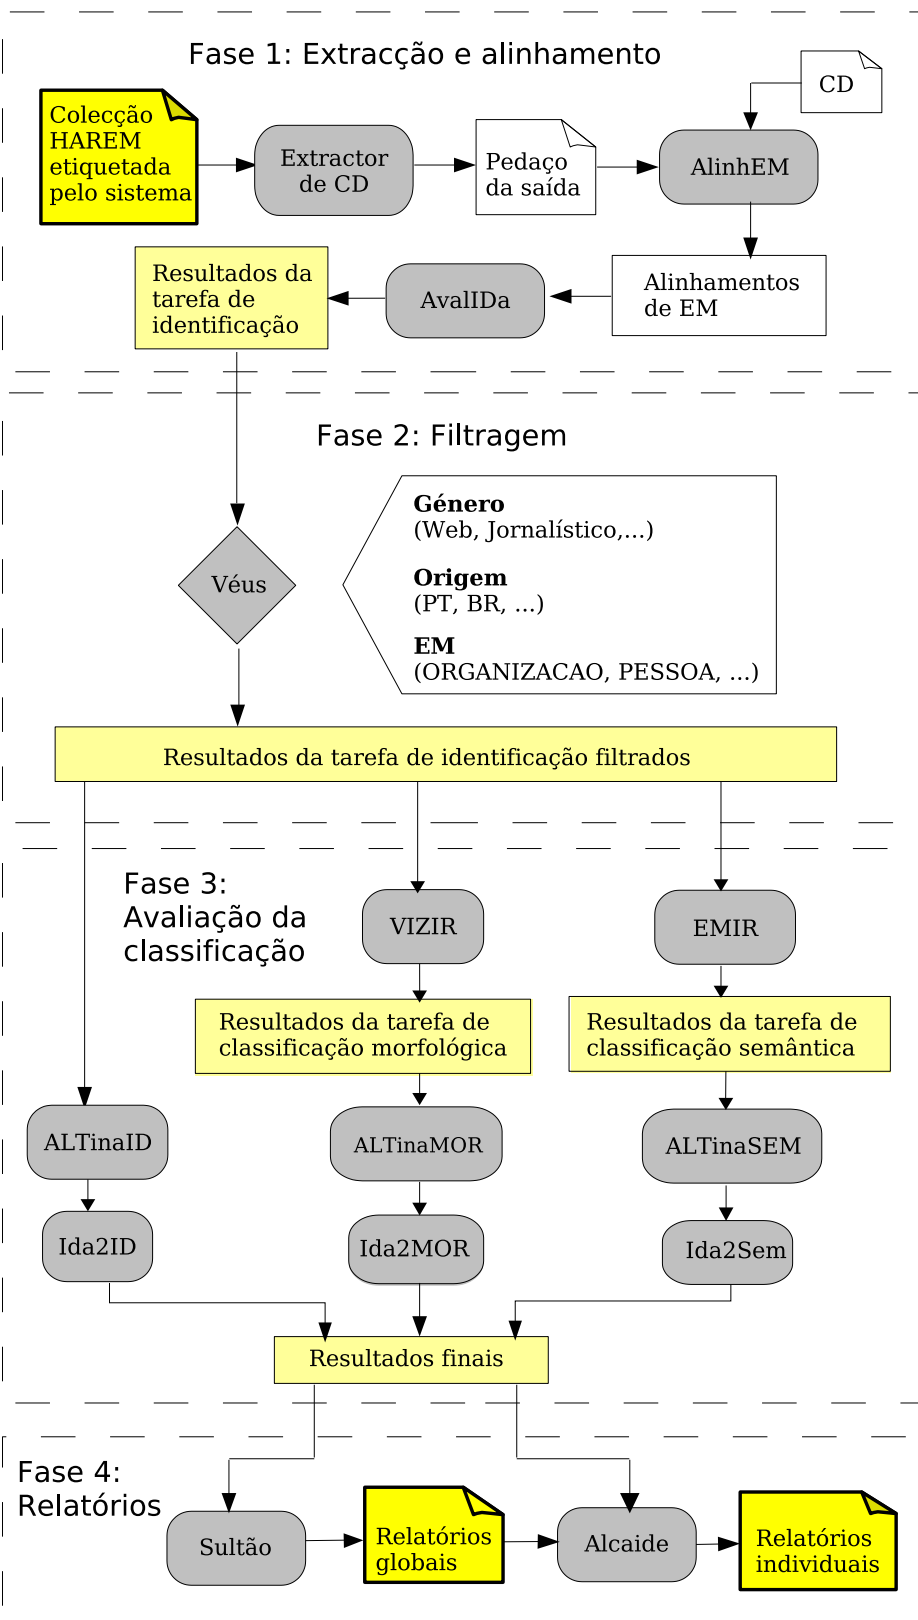 Fase 1: Extracção e alinhamento
CD
Colecção
HAREM
etiquetada
pelo sistema
Extractor
de CD
Pedaço
da saída
AlinhEM
Resultados da
tarefa de
identificação
AvalIDa
Alinhamentos
de EM
Fase 2: Filtragem
Véus
Género
(Web, Jornalístico,...)
Origem
(PT, BR, ...)
EM
(ORGANIZACAO, PESSOA, ...)
Resultados da tarefa de identificação filtrados
Fase 3:
Avaliação da
classificação
VIZIR
EMIR
Resultados da tarefa de
classificação morfológica
Resultados da tarefa de
classificação semântica
ALTinaID
ALTinaMOR
ALTinaSEM
Ida2ID
Ida2MOR
Ida2Sem
Resultados finais
Fase 4:
Relatórios
Sultão
Relatórios
globais
Alcaide
Relatórios
individuais